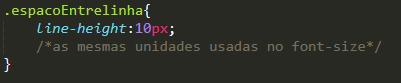 .espacoEntrelinha{
    line-height:10px;
    /*as mesmas unidades usadas no font-size*/
}